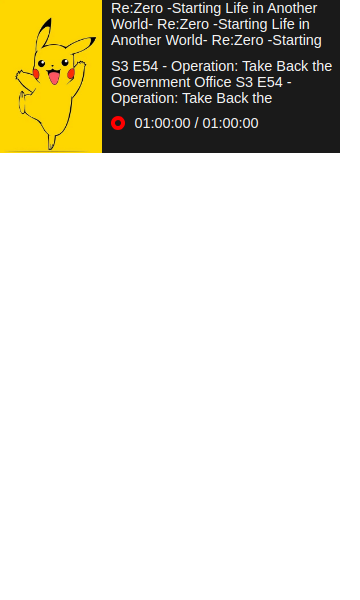 Re:Zero -Starting Life in Another
World- Re:Zero -Starting Life in
Another World- Re:Zero -Starting
S3 E54 - Operation: Take Back the
Government Office S3 E54 -
Operation: Take Back the
01:00:00 / 01:00:00